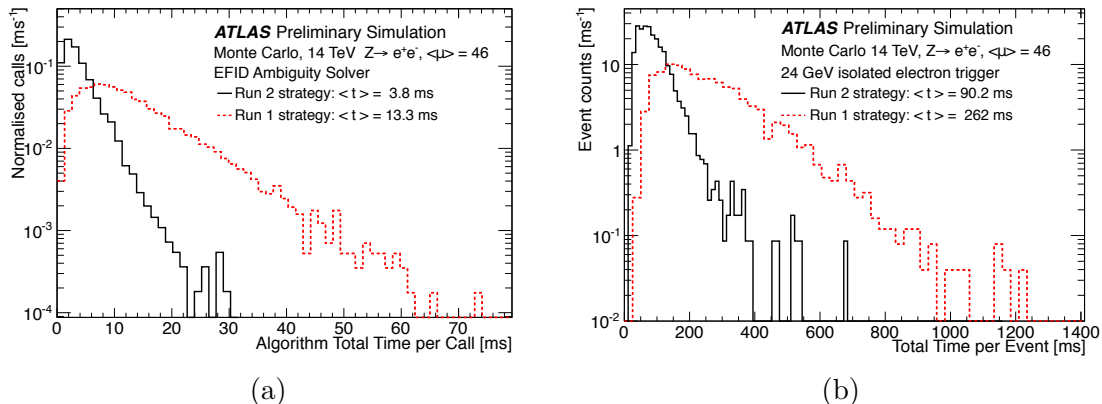 Normalised calls [ms⁻¹]
10⁻¹
10⁻²
10⁻³
10⁻⁴
ATLAS Preliminary Simulation
Monte Carlo, 14 TeV Z→ e⁺e⁻, <μ> = 46
EFID Ambiguity Solver
Run 2 strategy: < t > = 3.8 ms
Run 1 strategy: < t > = 13.3 ms
0 10 20 30 40 50 60 70
Algorithm Total Time per Call [ms]
(a)
Event counts [ms⁻¹]
10
1
10⁻¹
10⁻²
ATLAS Preliminary Simulation
Monte Carlo 14 TeV, Z→ e⁺e⁻, <μ> = 46
24 GeV isolated electron trigger
Run 2 strategy: < t > = 90.2 ms
Run 1 strategy: < t > = 262 ms
0 200 400 600 800 1000 1200 1400
Total Time per Event [ms]
(b)